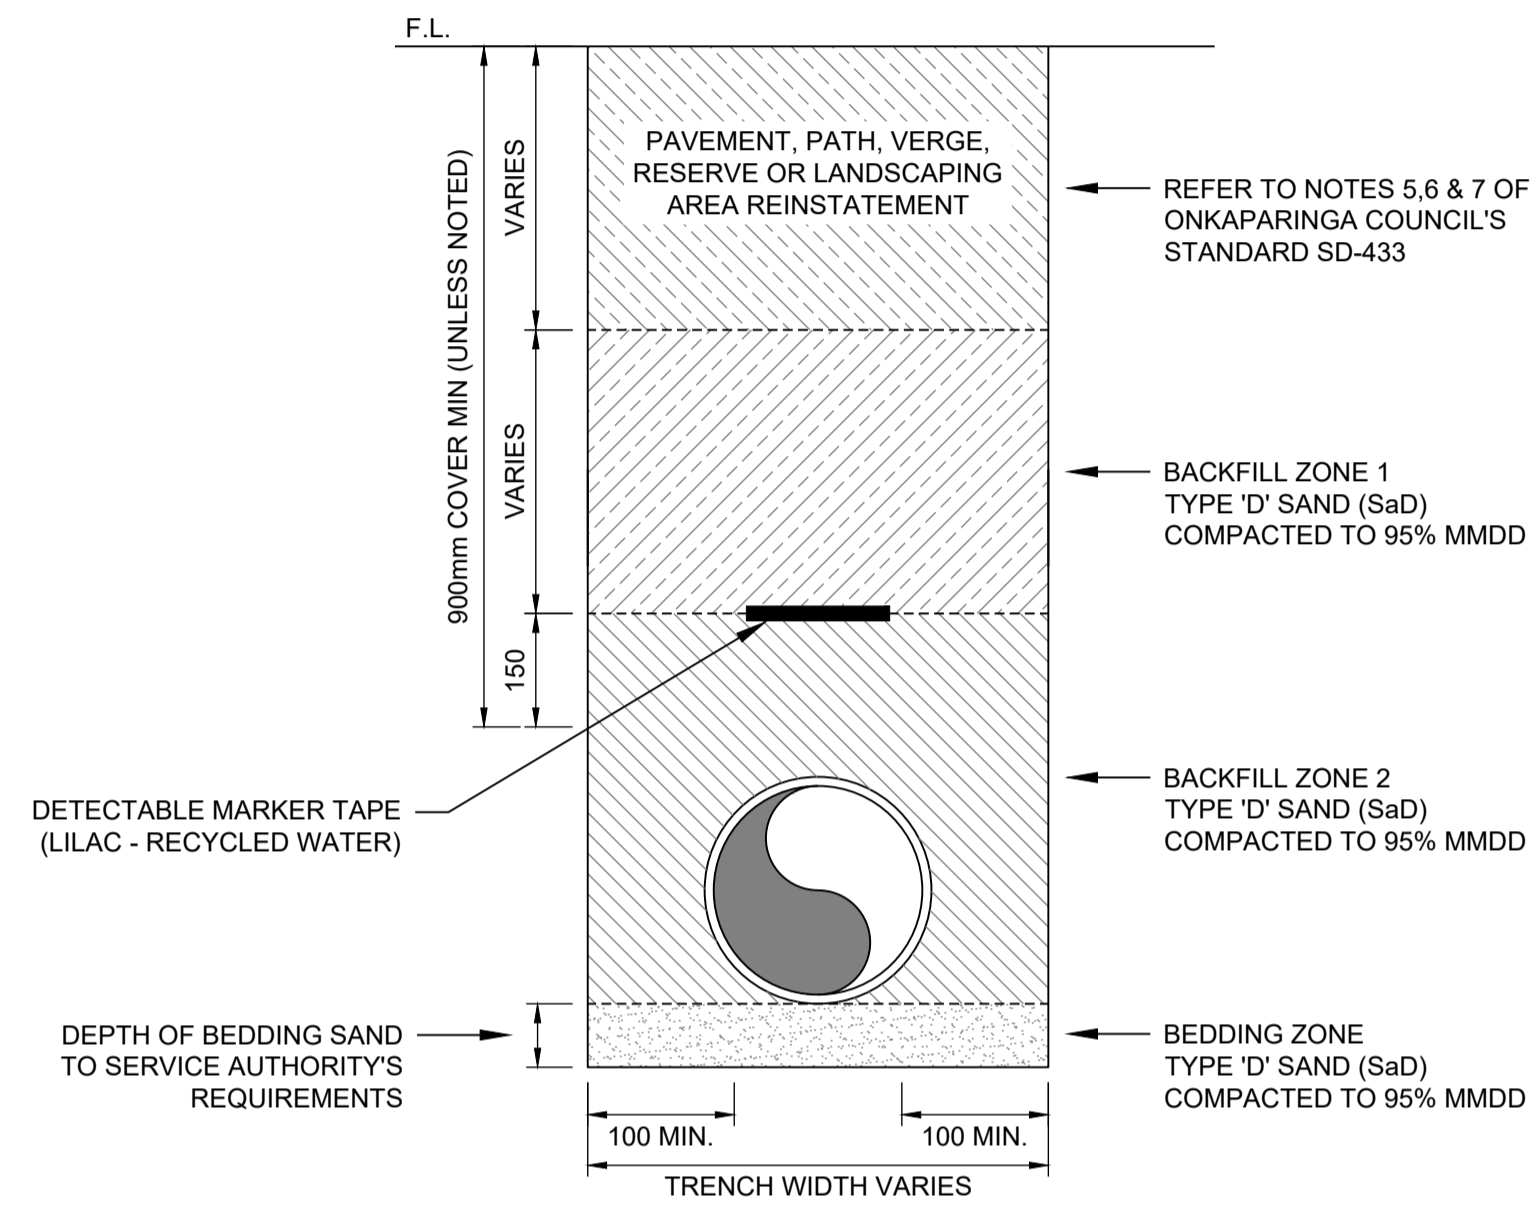 F.L.
900mm COVER MIN (UNLESS NOTED)
VARIES
VARIES
150
PAVEMENT, PATH, VERGE,
RESERVE OR LANDSCAPING
AREA REINSTATEMENT
REFER TO NOTES 5,6 & 7 OF
ONKAPARINGA COUNCIL'S
STANDARD SD-433
BACKFILL ZONE 1
TYPE 'D' SAND (SaD)
COMPACTED TO 95% MMDD
DETECTABLE MARKER TAPE
(LILAC - RECYCLED WATER)
BACKFILL ZONE 2
TYPE 'D' SAND (SaD)
COMPACTED TO 95% MMDD
DEPTH OF BEDDING SAND
TO SERVICE AUTHORITY'S
REQUIREMENTS
BEDDING ZONE
TYPE 'D' SAND (SaD)
COMPACTED TO 95% MMDD
100 MIN.
100 MIN.
TRENCH WIDTH VARIES